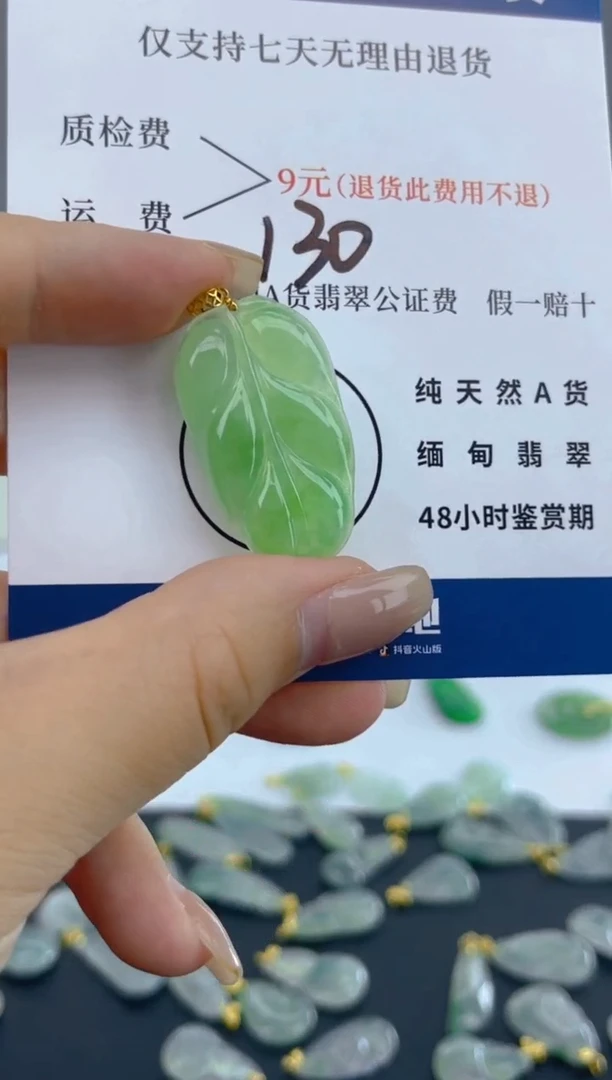 仅支持七天无理由退货
质检费
9元(退货此费用不退)
运 费
130
A货翡翠公证费 假一赔十
纯天然A货
缅甸翡翠
48小时鉴赏期
抖音火山版